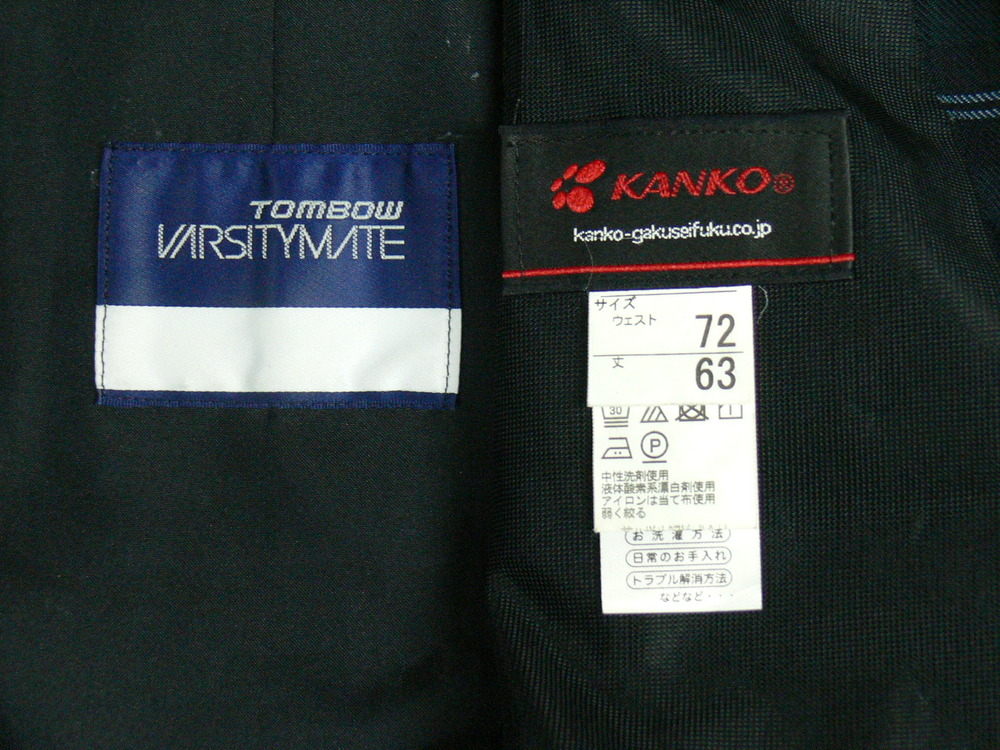 TOMBOW
VARSITYMATE
KANKO®
kanko-gakuseifuku.co.jp
サイズ
ウェスト
72
丈
63
30
P
中性洗剤使用
液体酸素系漂白剤使用
アイロンは当て布使用
弱く絞る
お洗濯方法
日常のお手入れ
トラブル解消方法
などなど・・・